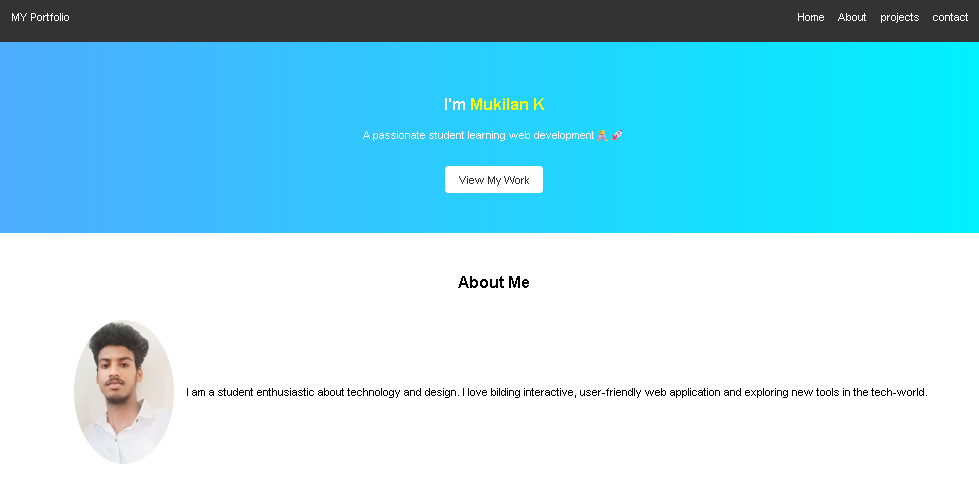 MY Portfolio Home About projects contact
I'm Mukilan K
A passionate student learning web development
View My Work
About Me
I am a student enthusiastic about technology and design. I love bilding interactive, user-friendly web application and exploring new tools in the tech-world.